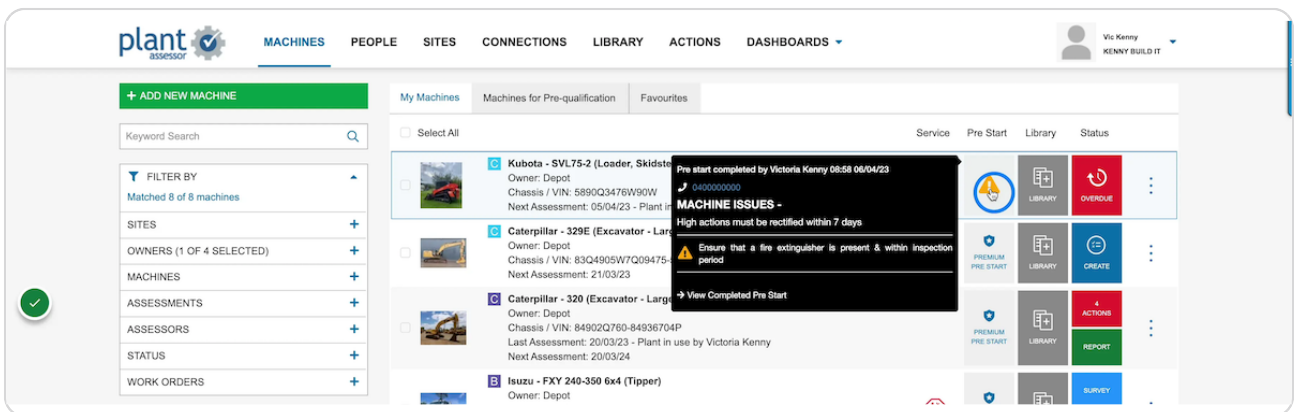 plant
assessor
MACHINES PEOPLE SITES CONNECTIONS LIBRARY ACTIONS DASHBOARDS
Vic Kenny
KENNY BUILD IT
+ ADD NEW MACHINE
Keyword Search
FILTER BY
Matched 8 of 8 machines
SITES
OWNERS (1 OF 4 SELECTED)
MACHINES
ASSESSMENTS
ASSESSORS
STATUS
WORK ORDERS
My Machines Machines for Pre-qualification Favourites
Select All Service Pre Start Library Status
C Kubota - SVL75-2 (Loader, Skidste
Owner: Depot
Chassis / VIN: 5890Q3476W90W
Next Assessment: 05/04/23 - Plant in
LIBRARY
OVERDUE
Pre start completed by Victoria Kenny 08:58 06/04/23
0400000000
MACHINE ISSUES -
High actions must be rectified within 7 days
Ensure that a fire extinguisher is present & within inspection
period
→ View Completed Pre Start
C Caterpillar - 329E (Excavator - Larg
Owner: Depot
Chassis / VIN: 83Q4905W7Q09475-
Next Assessment: 21/03/23
PREMIUM
PRE START
LIBRARY
CREATE
C Caterpillar - 320 (Excavator - Large
Owner: Depot
Chassis / VIN: 84902Q760-84936704P
Last Assessment: 20/03/23 - Plant in use by Victoria Kenny
Next Assessment: 20/03/24
PREMIUM
PRE START
LIBRARY
4
ACTIONS
REPORT
B Isuzu - FXY 240-350 6x4 (Tipper)
Owner: Depot
SURVEY